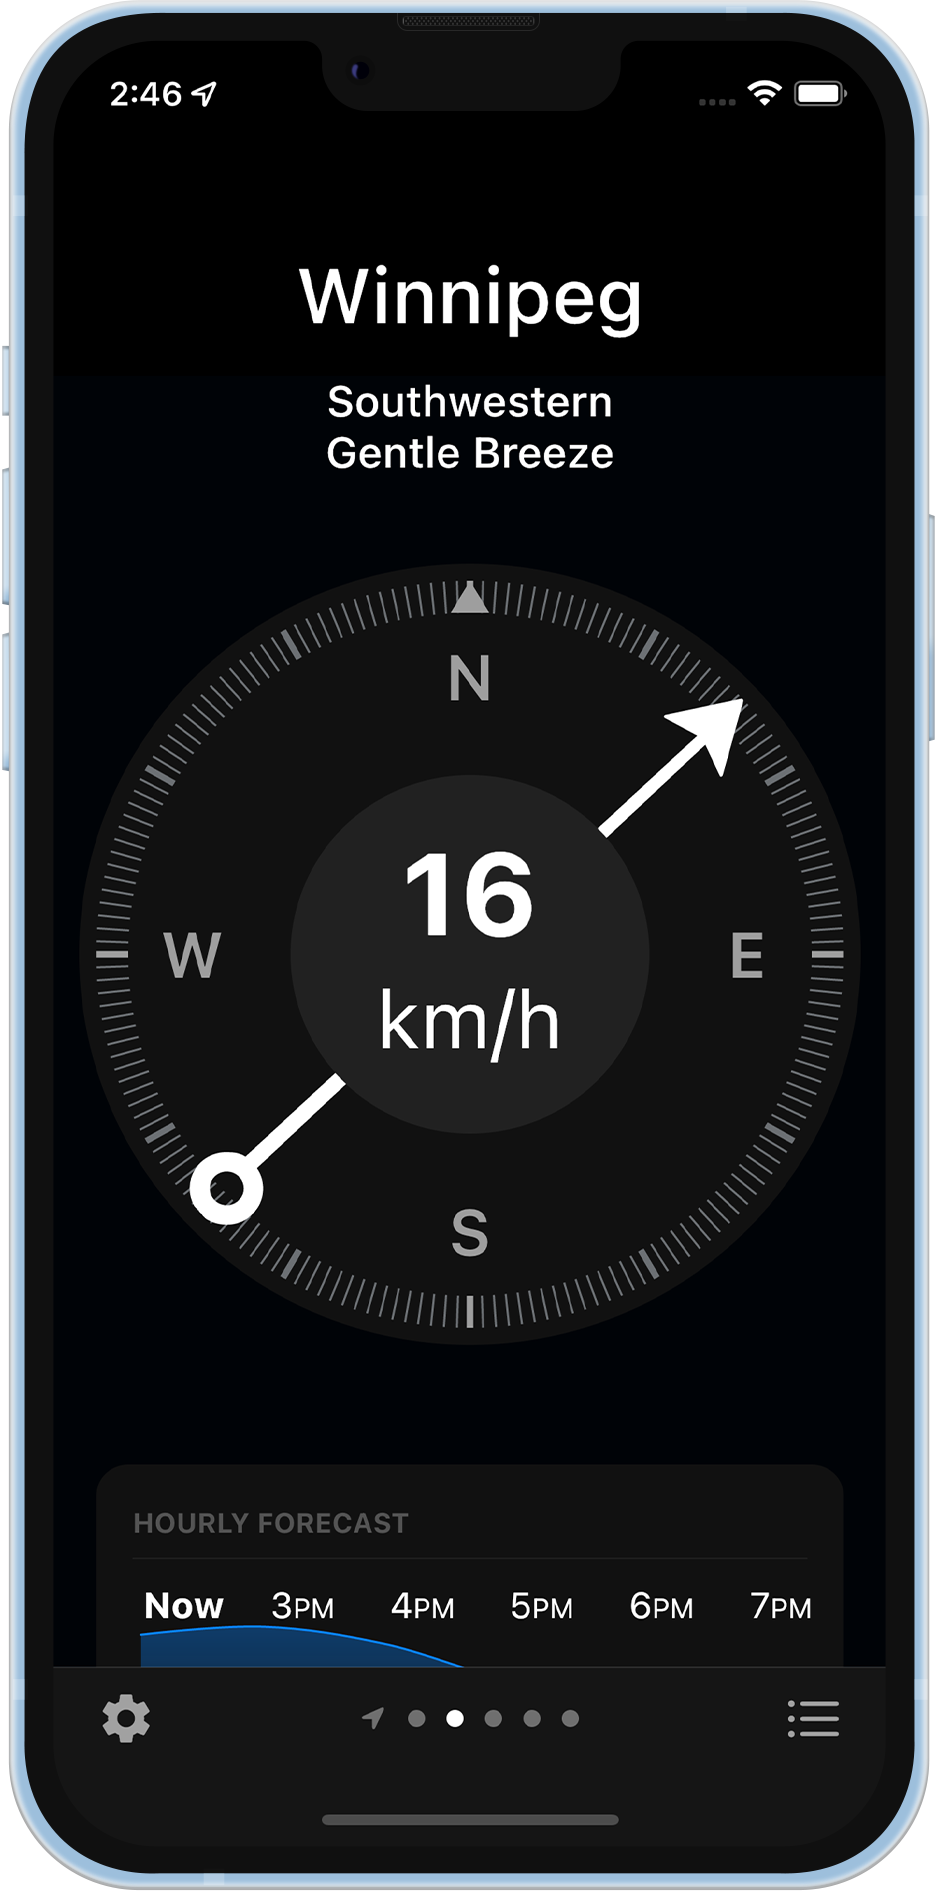 2:46
Winnipeg
Southwestern
Gentle Breeze
N
16
W
E
km/h
S
HOURLY FORECAST
Now 3PM 4PM 5PM 6PM 7PM